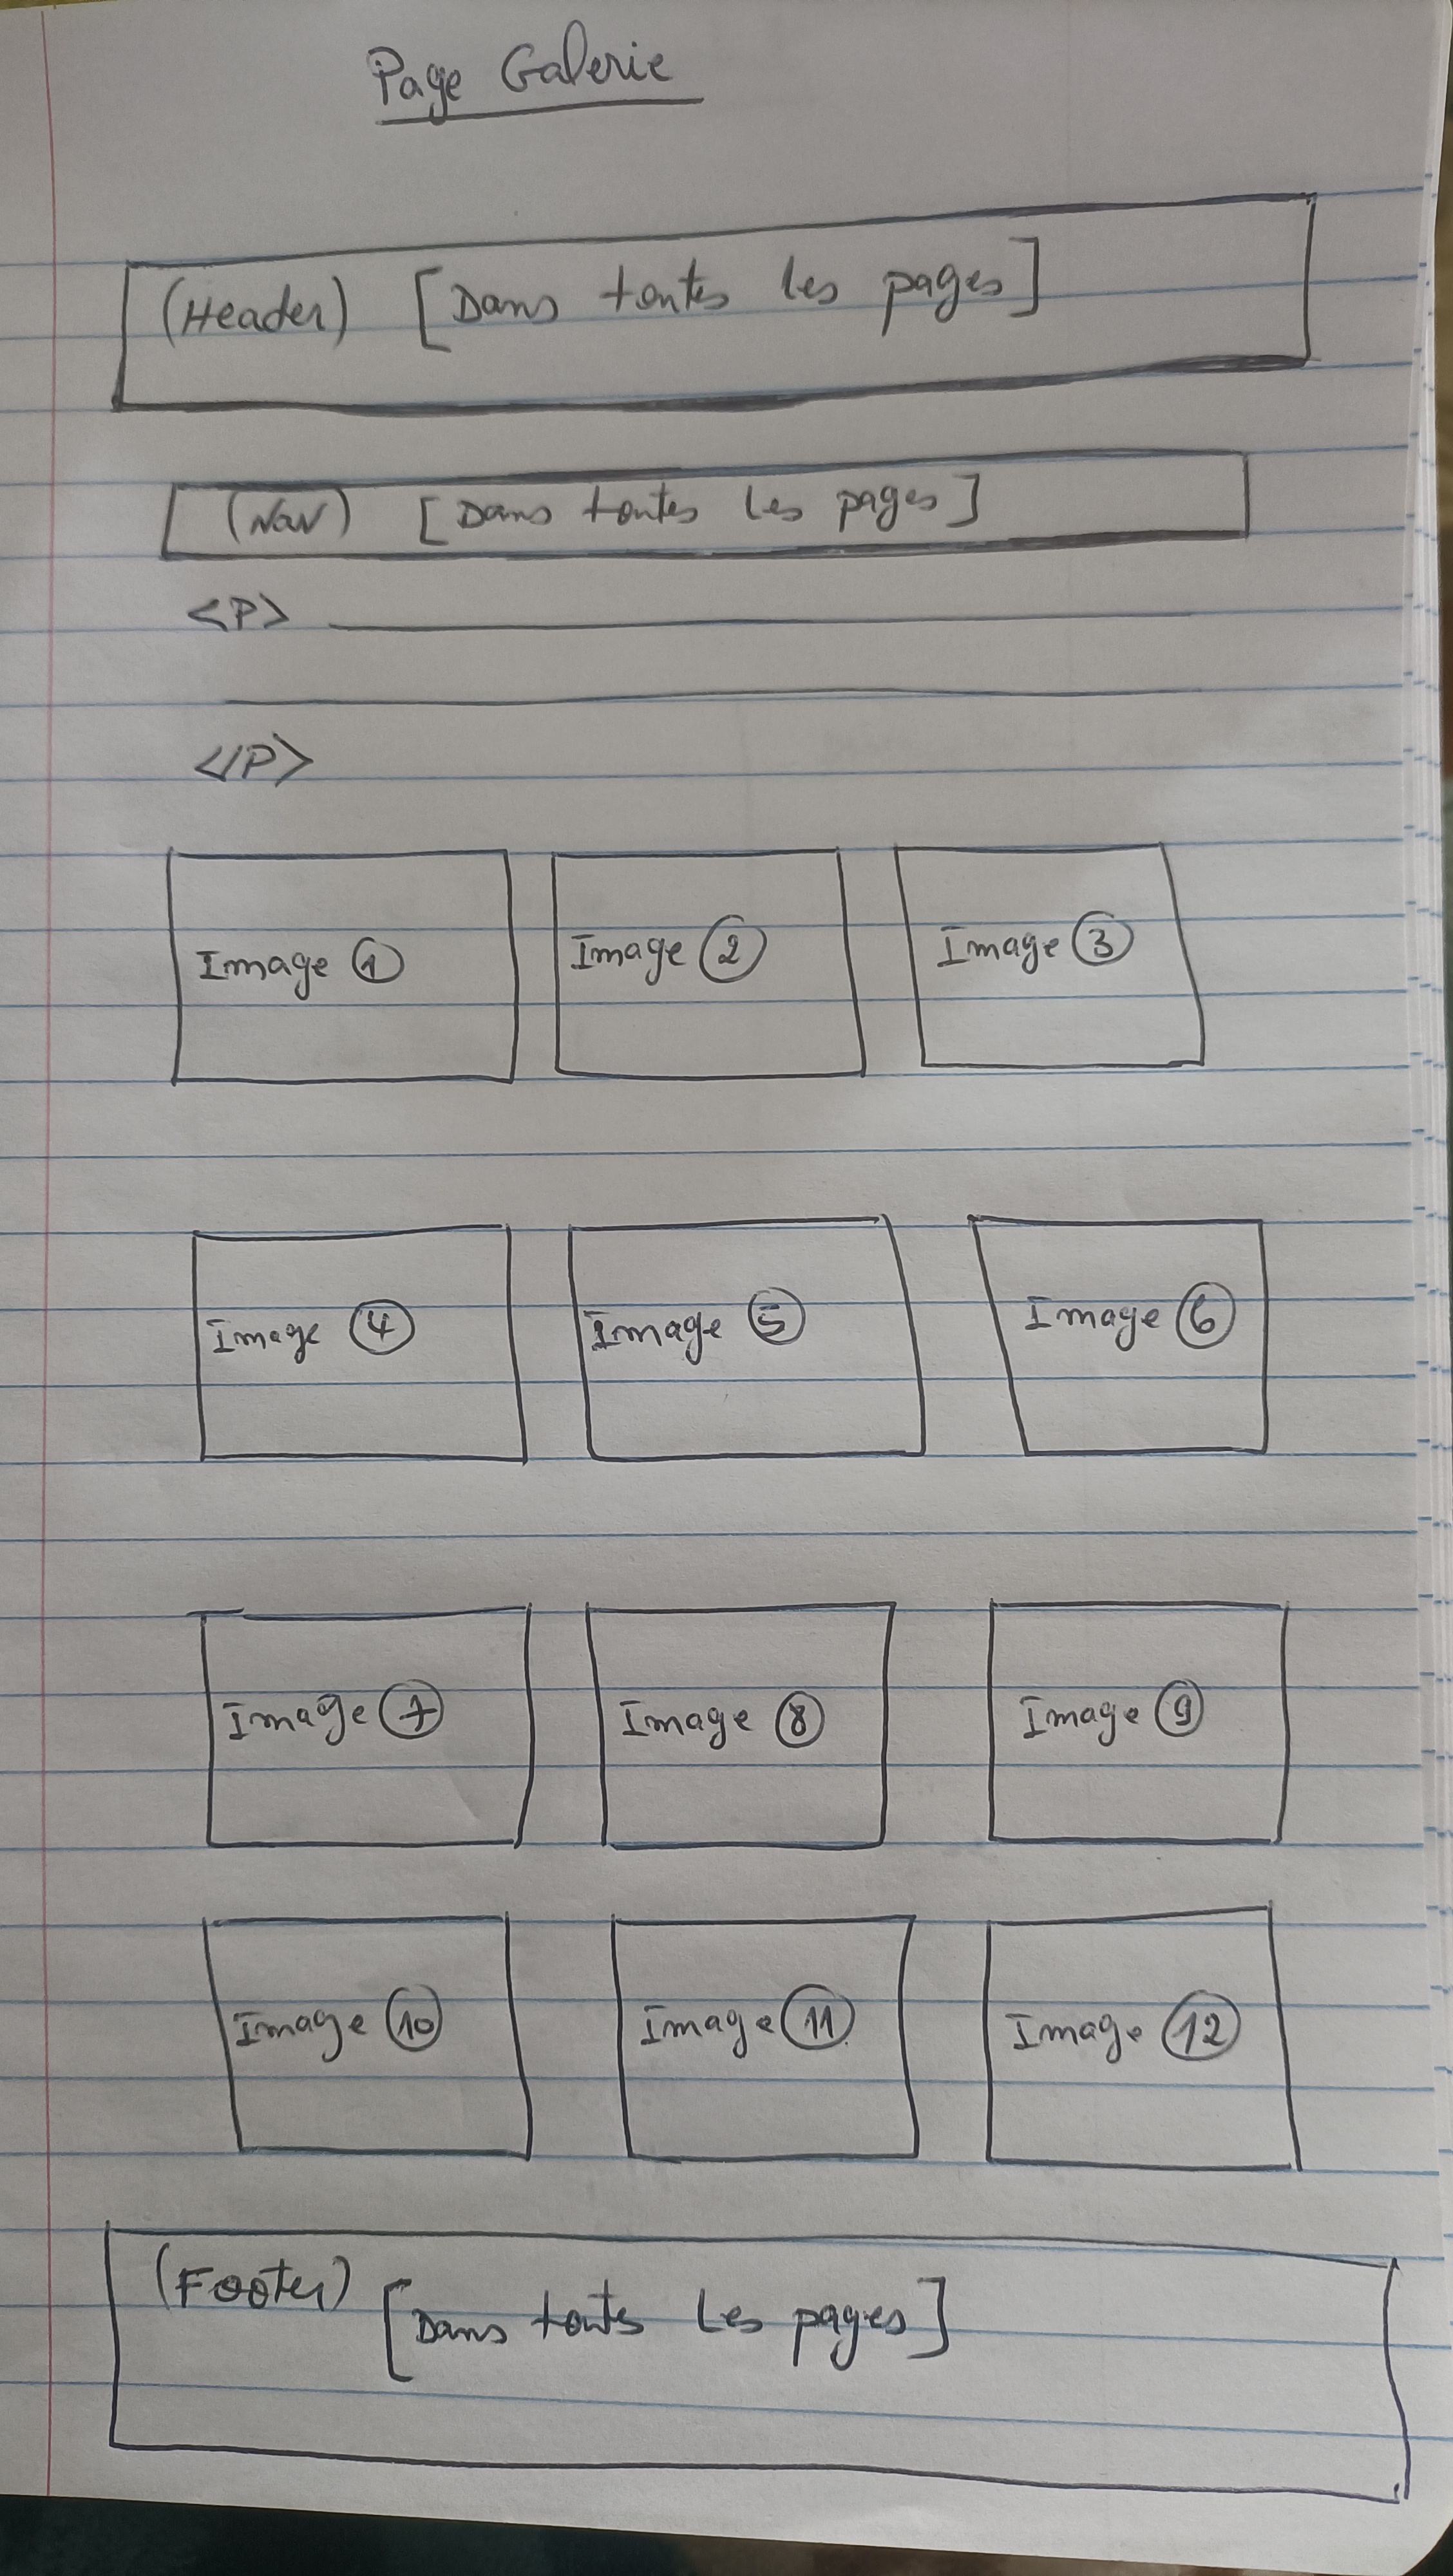 Page Galerie
(Header) [Dans toutes les pages]
(Nav) [Dans toutes les pages]
<P>
</P>
Image 1 Image 2 Image 3
Image 4 Image 5 Image 6
Image 7 Image 8 Image 9
Image 10 Image 11 Image 12
(Footer) [Dans touts les pages]